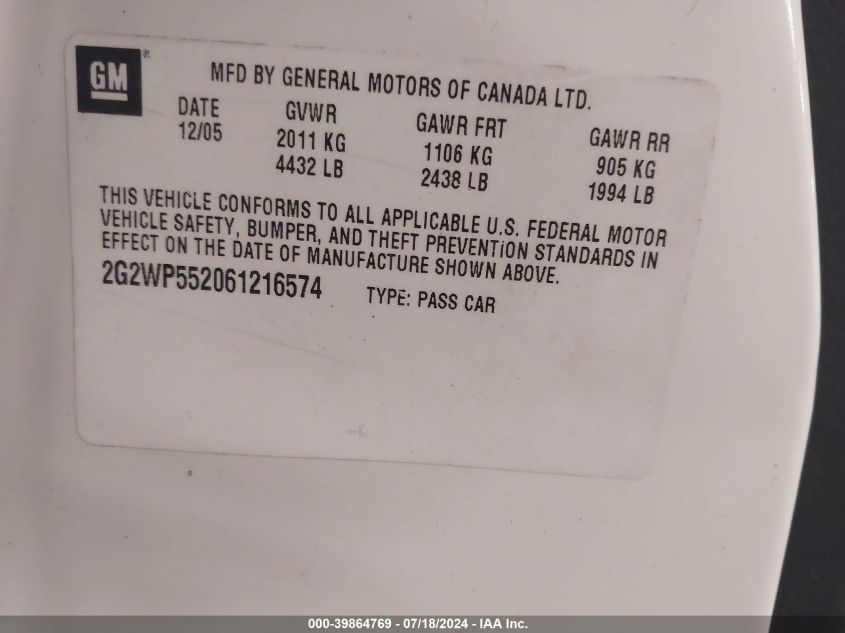 GM®
MFD BY GENERAL MOTORS OF CANADA LTD.
DATE GVWR GAWR FRT GAWR RR
12/05 2011 KG 1106 KG 905 KG
4432 LB 2438 LB 1994 LB
THIS VEHICLE CONFORMS TO ALL APPLICABLE U.S. FEDERAL MOTOR
VEHICLE SAFETY, BUMPER, AND THEFT PREVENTION STANDARDS IN
EFFECT ON THE DATE OF MANUFACTURE SHOWN ABOVE.
2G2WP552061216574 TYPE: PASS CAR
000-39864769 - 07/18/2024 - IAA Inc.